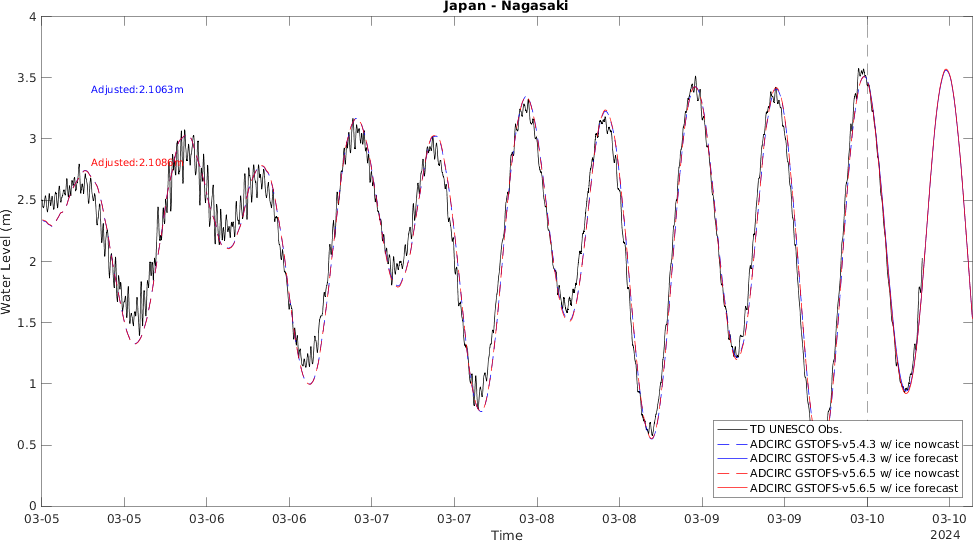 Japan - Nagasaki
4
3.5
3
2.5
2
1.5
1
0.5
0
Water Level (m)
Adjusted:2.1063m
Adjusted:2.1086m
TD UNESCO Obs.
ADCIRC GSTOFS-v5.4.3 w/ ice nowcast
ADCIRC GSTOFS-v5.4.3 w/ ice forecast
ADCIRC GSTOFS-v5.6.5 w/ ice nowcast
ADCIRC GSTOFS-v5.6.5 w/ ice forecast
03-05 03-05 03-06 03-06 03-07 03-07 03-08 03-08 03-09 03-09 03-10 03-10
2024
Time